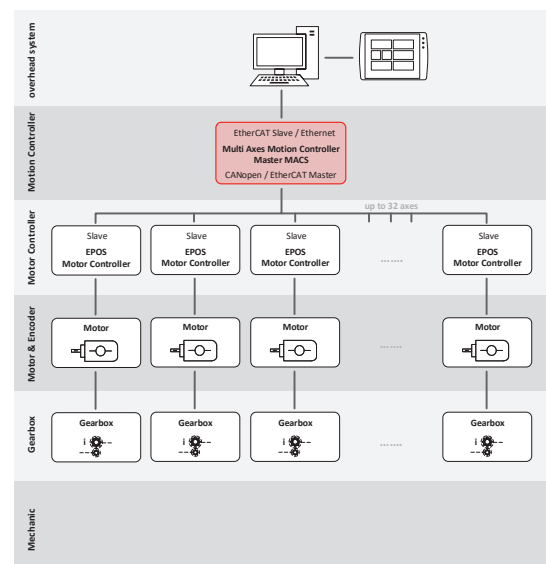 overhead system
Motion Controller
EtherCAT Slave / Ethernet
Multi Axes Motion Controller
Master MACS
CANopen / EtherCAT Master
up to 32 axes
Motor Controller
Slave
EPOS
Motor Controller
Slave
EPOS
Motor Controller
Slave
EPOS
Motor Controller
.......
Slave
EPOS
Motor Controller
Motor & Encoder
Motor
Motor
Motor
.......
Motor
Gearbox
Gearbox
i
Gearbox
i
Gearbox
i
.......
Gearbox
i
Mechanic